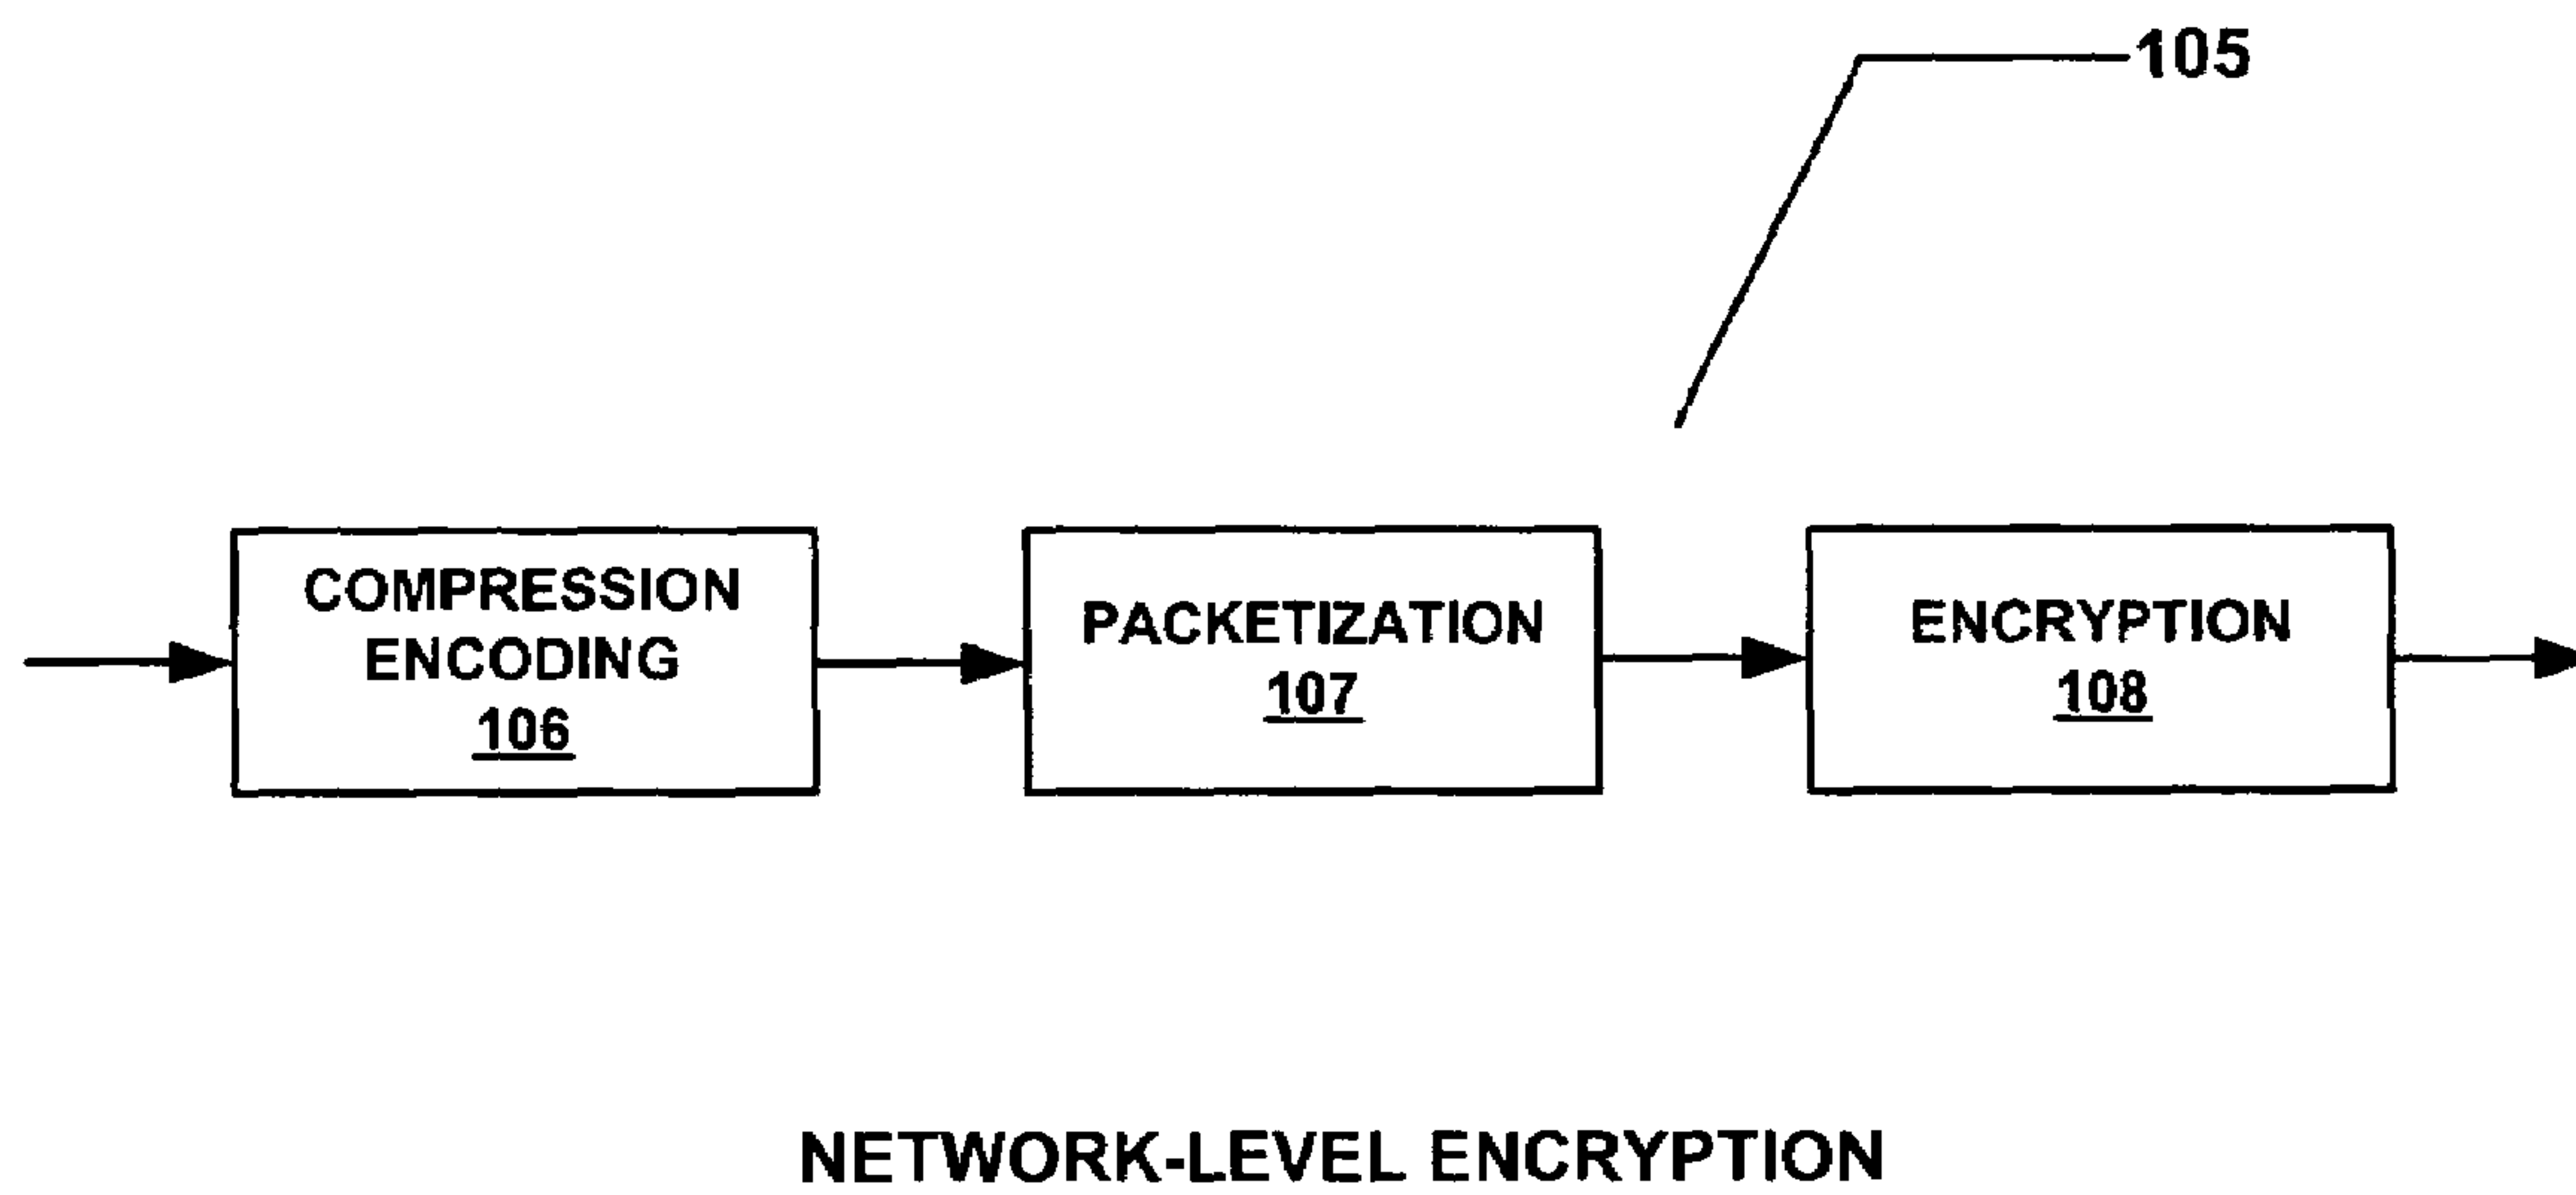 105
COMPRESSION
ENCODING
106
PACKETIZATION
107
ENCRYPTION
108
NETWORK-LEVEL ENCRYPTION